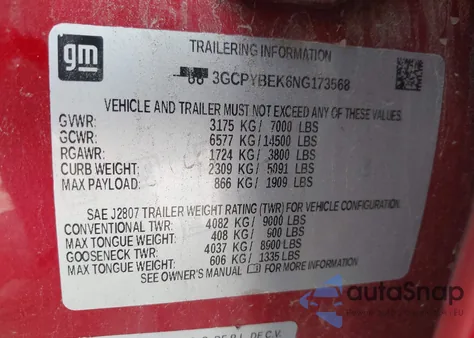 gm
TRAILERING INFORMATION
3GCPYBEK6NG173568
VEHICLE AND TRAILER MUST NOT EXCEED ANY OF THESE WEIGHTS
GVWR: 3175 KG / 7000 LBS
GCWR: 6577 KG / 14500 LBS
RGAWR: 1724 KG / 3800 LBS
CURB WEIGHT: 2309 KG / 5091 LBS
MAX PAYLOAD: 866 KG / 1909 LBS
SAE J2807 TRAILER WEIGHT RATING (TWR) FOR VEHICLE CONFIGURATION.
CONVENTIONAL TWR: 4082 KG / 9000 LBS
MAX TONGUE WEIGHT: 408 KG / 900 LBS
GOOSENECK TWR: 4037 KG / 8900 LBS
MAX TONGUE WEIGHT: 606 KG / 1335 LBS
SEE OWNER'S MANUAL FOR MORE INFORMATION
autoSnap
DE C.V.